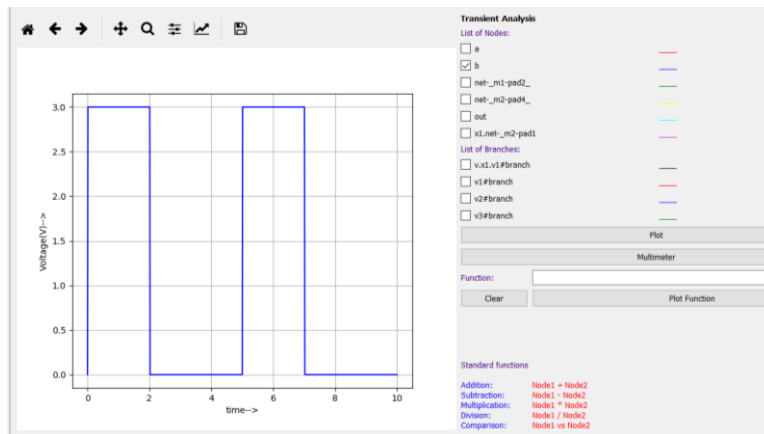 Transient Analysis
List of Nodes:
a
b
net-_m1-pad2_
net-_m2-pad4_
out
x1.net-_m2-pad1
List of Branches:
v.x1.v1#branch
v1#branch
v2#branch
v3#branch
Plot
Multimeter
Function:
Clear
Plot Function
Standard functions
Addition: Node1 + Node2
Subtraction: Node1 - Node2
Multiplication: Node1 * Node2
Division: Node1 / Node2
Comparison: Node1 vs Node2
Voltage(V)-->
3.0
2.5
2.0
1.5
1.0
0.5
0.0
0 2 4 6 8 10
time-->